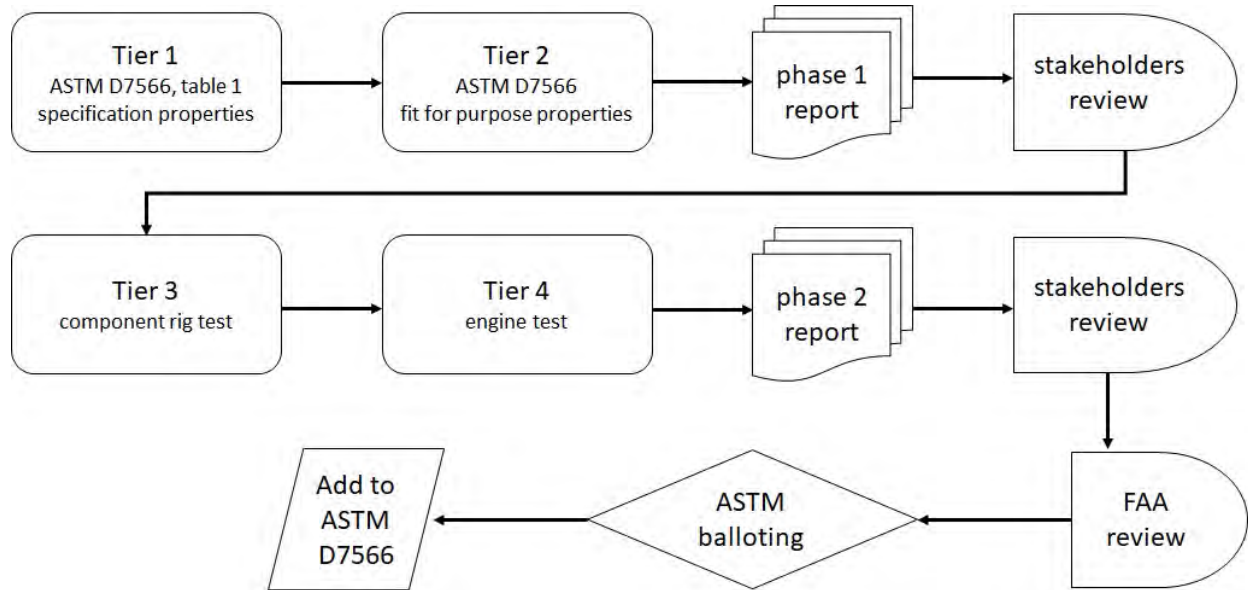 Tier 1
ASTM D7566, table 1
specification properties
Tier 2
ASTM D7566
fit for purpose properties
phase 1
report
stakeholders
review
Tier 3
component rig test
Tier 4
engine test
phase 2
report
stakeholders
review
Add to
ASTM
D7566
ASTM
balloting
FAA
review